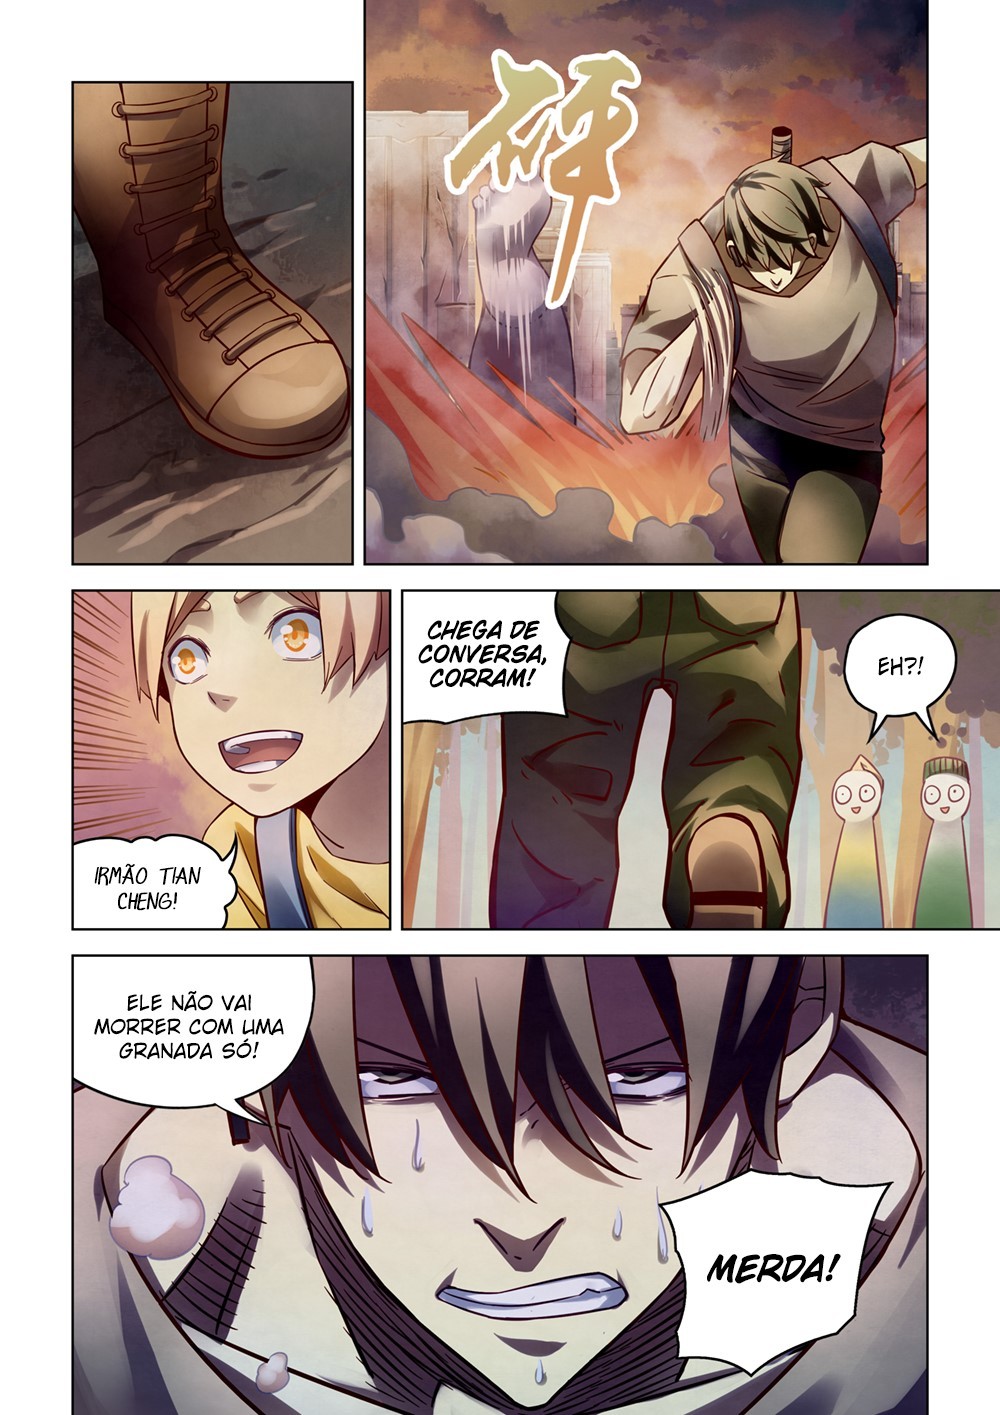 砰
IRMÃO TIAN
CHENG!
CHEGA DE
CONVERSA,
CORRAM!
EH?!
ELE NÃO VAI
MORRER COM UMA
GRANADA SÓ!
MERDA!